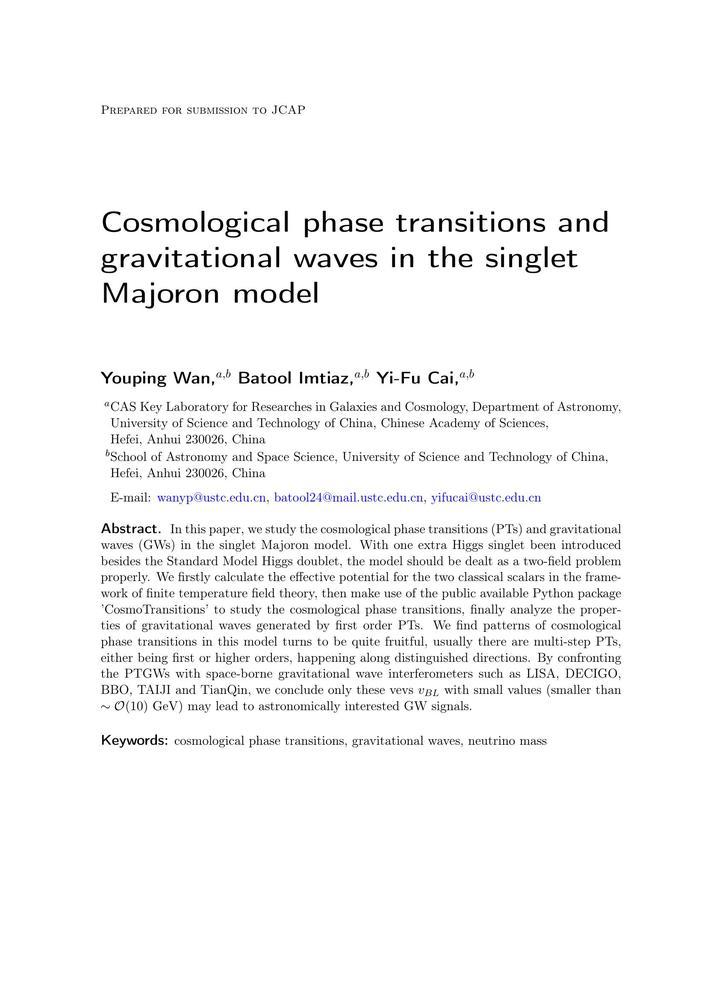 Prepared for submission to JCAP
Cosmological phase transitions and
gravitational waves in the singlet
Majoron model
Youping Wan,a,b Batool Imtiaz,a,b Yi-Fu Cai,a,b
aCAS Key Laboratory for Researches in Galaxies and Cosmology, Department of Astronomy,
University of Science and Technology of China, Chinese Academy of Sciences,
Hefei, Anhui 230026, China
bSchool of Astronomy and Space Science, University of Science and Technology of China,
Hefei, Anhui 230026, China
E-mail: wanyp@ustc.edu.cn, batool24@mail.ustc.edu.cn, yifucai@ustc.edu.cn
Abstract. In this paper, we study the cosmological phase transitions (PTs) and gravitational
waves (GWs) in the singlet Majoron model. With one extra Higgs singlet been introduced
besides the Standard Model Higgs doublet, the model should be dealt as a two-field problem
properly. We firstly calculate the effective potential for the two classical scalars in the frame-
work of finite temperature field theory, then make use of the public available Python package
'CosmoTransitions' to study the cosmological phase transitions, finally analyze the proper-
ties of gravitational waves generated by first order PTs. We find patterns of cosmological
phase transitions in this model turns to be quite fruitful, usually there are multi-step PTs,
either being first or higher orders, happening along distinguished directions. By confronting
the PTGWs with space-borne gravitational wave interferometers such as LISA, DECIGO,
BBO, TAIJI and TianQin, we conclude only these vevs vBL with small values (smaller than
∼ O(10) GeV) may lead to astronomically interested GW signals.
Keywords: cosmological phase transitions, gravitational waves, neutrino mass